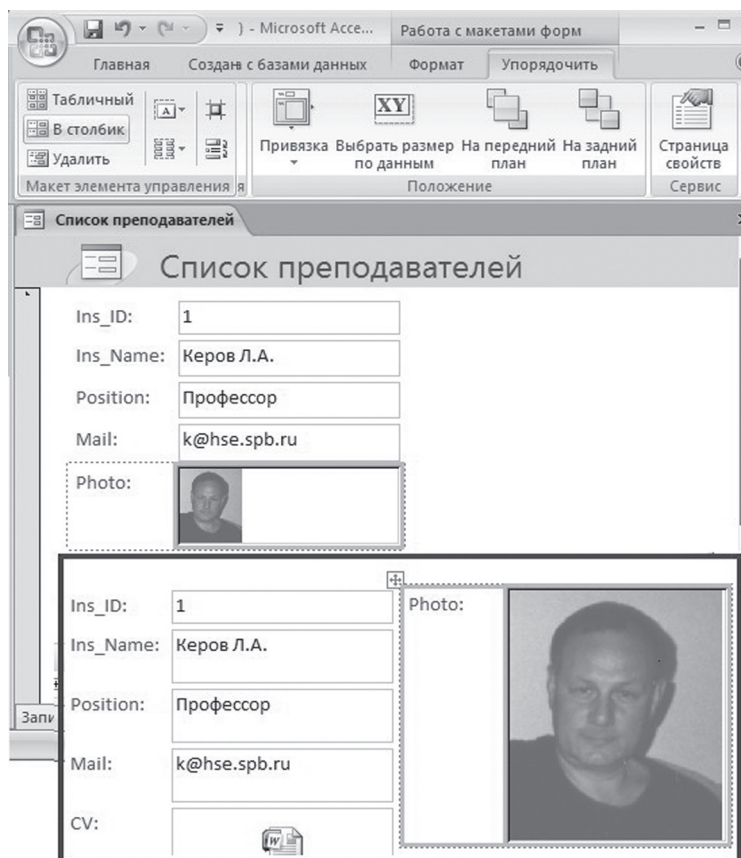 ) - Microsoft Acce... Работа с макетами форм
Главная Создан с базами данных Формат Упорядочить
Табличный
В столбик
Удалить
Привязка Выбрать размер по данным На передний план На задний план Страница свойств
Макет элемента управления я Положение Сервис
Список преподавателей
Список преподавателей
Ins_ID: 1
Ins_Name: Керов Л.А.
Position: Профессор
Mail: k@hse.spb.ru
Photo:
Ins_ID: 1
Photo:
Ins_Name: Керов Л.А.
Position: Профессор
Запи
Mail: k@hse.spb.ru
CV: